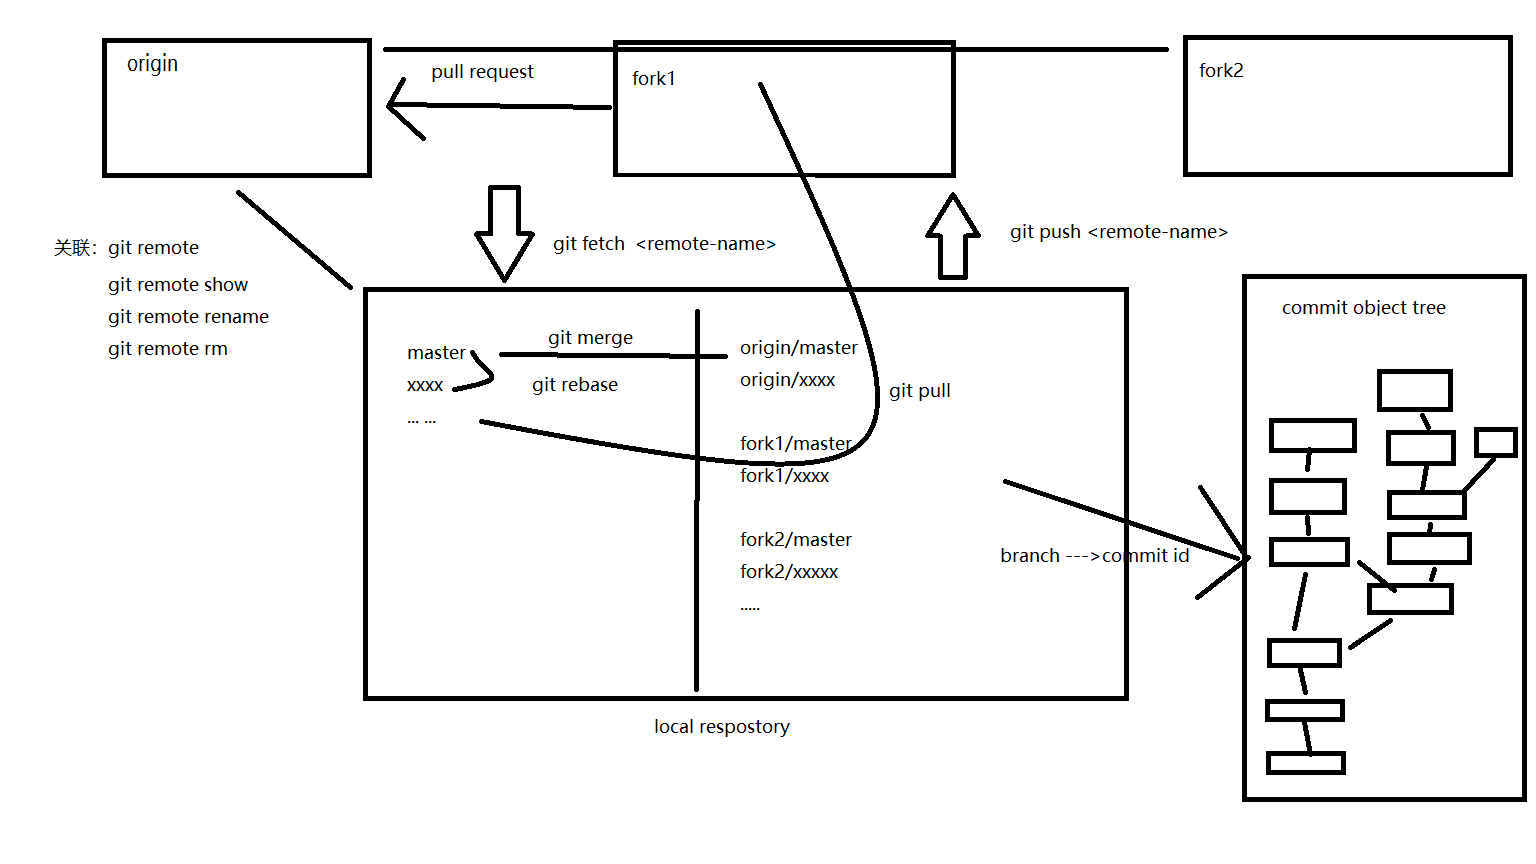 origin
pull request
fork1
fork2
关联：git remote
git remote show
git remote rename
git remote rm
git fetch <remote-name>
git push <remote-name>
master
xxxx
... ...
git merge
git rebase
origin/master
origin/xxxx
git pull
fork1/master
fork1/xxxx
fork2/master
fork2/xxxxx
.....
branch --->commit id
local respostory
commit object tree